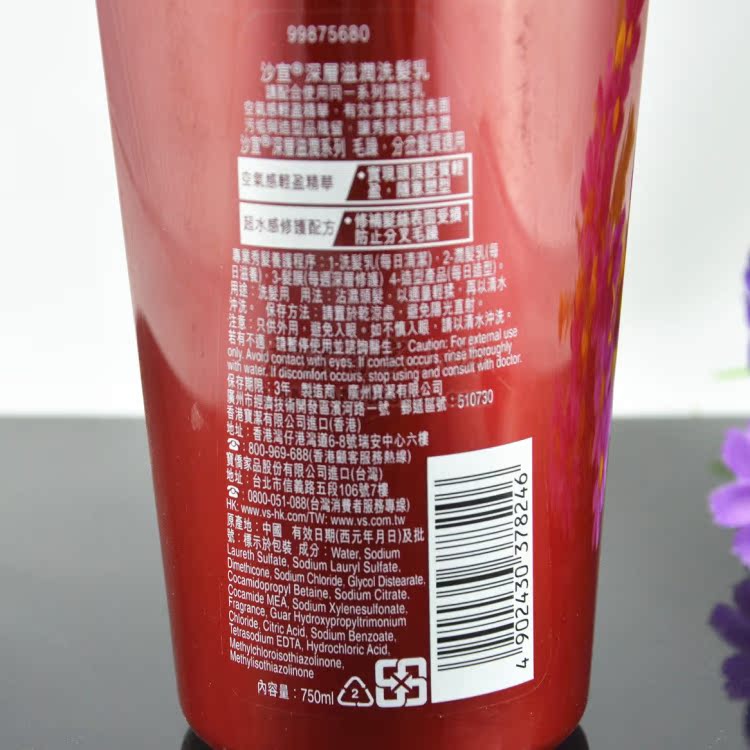 99875680
沙宣®深層滋潤洗髮乳
請配合使用同一系列潤髮乳
空氣感輕盈精華，有效清潔秀髮表面
沙宣®深層滋潤系列 毛躁，分岔髮質適用
空氣感輕盈精華
超水感修護配方
•修補髮絲表面受損，
防止分叉毛躁
專業秀髮養護程序：1-洗髮乳(每日清潔)，2-潤髮乳(每
日滋養)，3-髮膜(每週深層修護) 4-造型產品(每日造型)。
用途：洗髮用 用法：沾濕頭髮，以適量輕揉，再以清水
沖洗。 保存方法：請置於乾涼處，避免陽光直射。
注意：只供外用，避免入眼，如不慎入眼，請以清水沖洗。
若有不適，請暫停使用並諮詢醫生。Caution: For external use
only. Avoid contact with eyes. If contact occurs, rinse thoroughly
with water. If discomfort occurs, stop using and consult with doctor.
保存期限：3年 製造商：廣州寶潔有限公司
廣州市經濟技術開發區濱河路一號 郵遞區號：510730
香港寶潔有限公司進口(香港)
地址：香港灣仔港灣道6-8號瑞安中心六樓
☎：800-969-688(香港顧客服務熱線)
寶僑家品股份有限公司進口(台灣)
地址：台北市信義路五段106號7樓
☎：0800-051-088(台灣消費者服務專線)
HK: www.vs-hk.com/TW: www.vs.com.tw
原產地：中國 有效日期(西元年月日)及批
號：標示於包裝 成分：Water, Sodium
Laureth Sulfate, Sodium Lauryl Sulfate,
Dimethicone, Sodium Chloride, Glycol Distearate,
Cocamidopropyl Betaine, Sodium Citrate,
Cocamide MEA, Sodium Xylenesulfonate,
Fragrance, Guar Hydroxypropyltrimonium
Chloride, Citric Acid, Sodium Benzoate,
Tetrasodium EDTA, Hydrochloric Acid,
Methylchloroisothiazolinone,
Methylisothiazolinone
內容量：750ml
2
4 902430 378246